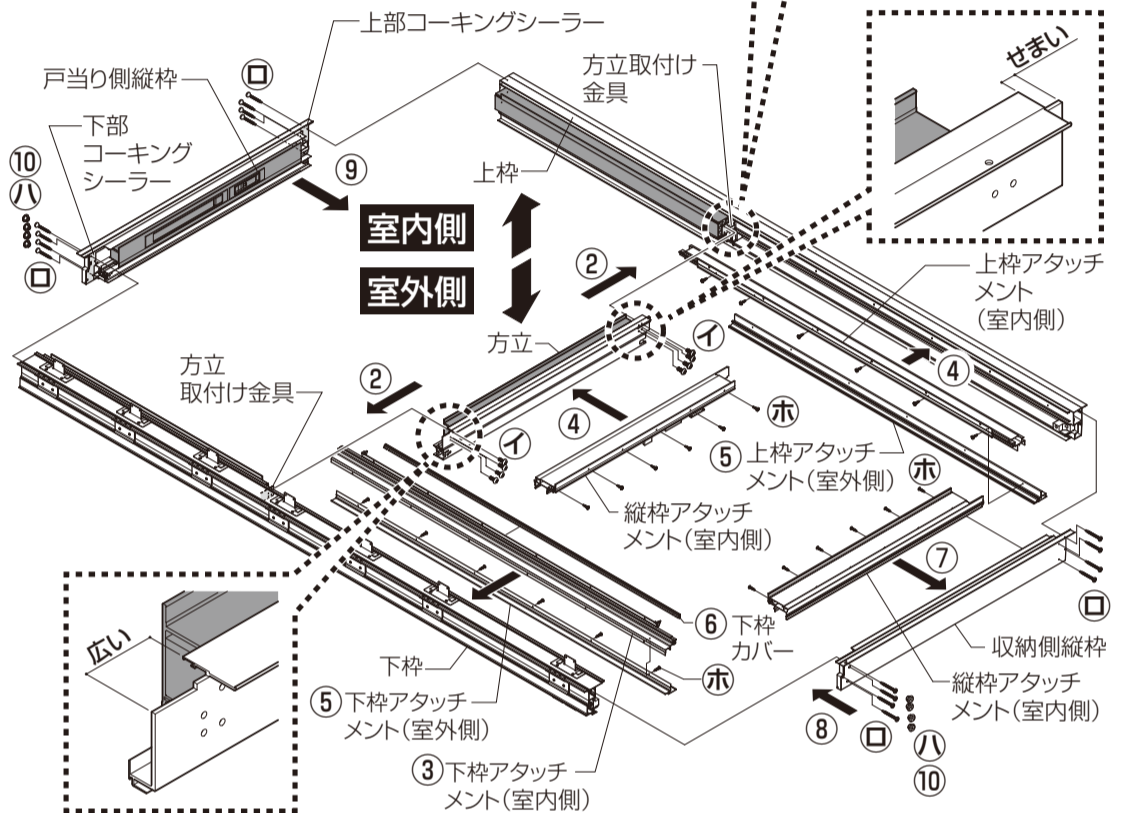 上部コーキングシーラー
戸当り側縦枠
ロ
下部
コーキング
シーラー
⑩
ハ
ロ
⑨
室内側
室外側
上枠
方立取付け
金具
せまい
②
方立
イ
上枠アタッチ
メント
(室内側)
④
方立
取付け金具
②
イ
④
ホ
⑤ 上枠アタッチ
メント(室外側)
ホ
縦枠アタッチ
メント(室内側)
⑦
ロ
広い
下枠
⑥ 下枠
カバー
ホ
収納側縦枠
縦枠アタッチ
メント(室内側)
⑤ 下枠アタッチ
メント(室外側)
⑧
ロ
ハ
⑩
③ 下枠アタッチ
メント(室内側)